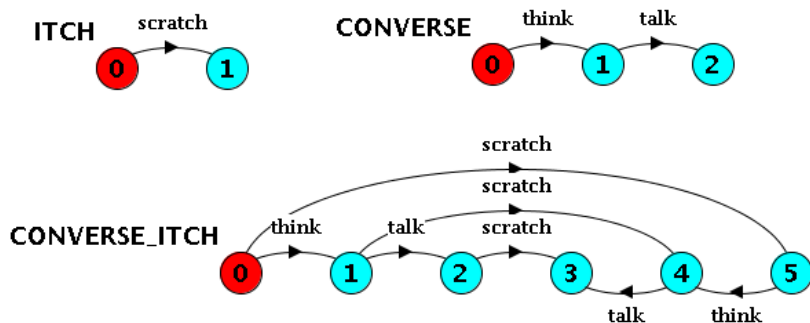 ITCH
scratch
0 1
CONVERSE
think talk
0 1 2
scratch
scratch
CONVERSE_ITCH
think talk scratch
0 1 2 3 4 5
talk think